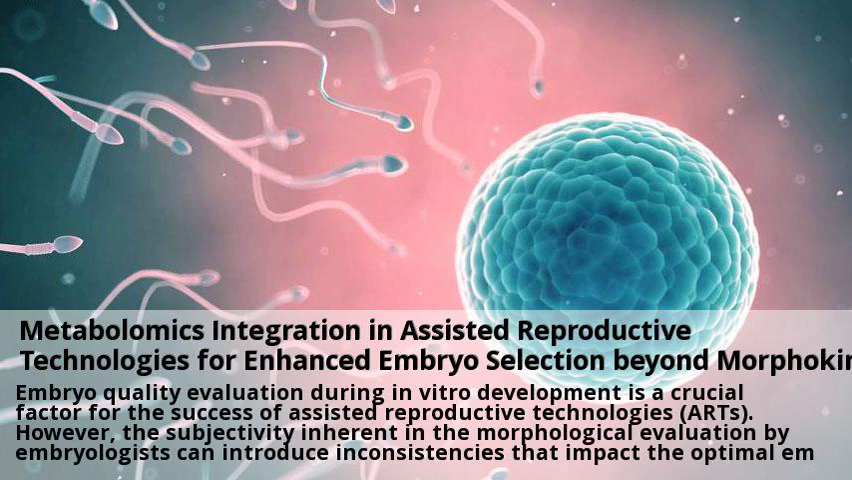 Metabolomics Integration in Assisted Reproductive
Technologies for Enhanced Embryo Selection beyond Morphokin
Embryo quality evaluation during in vitro development is a crucial
factor for the success of assisted reproductive technologies (ARTs).
However, the subjectivity inherent in the morphological evaluation by
embryologists can introduce inconsistencies that impact the optimal em